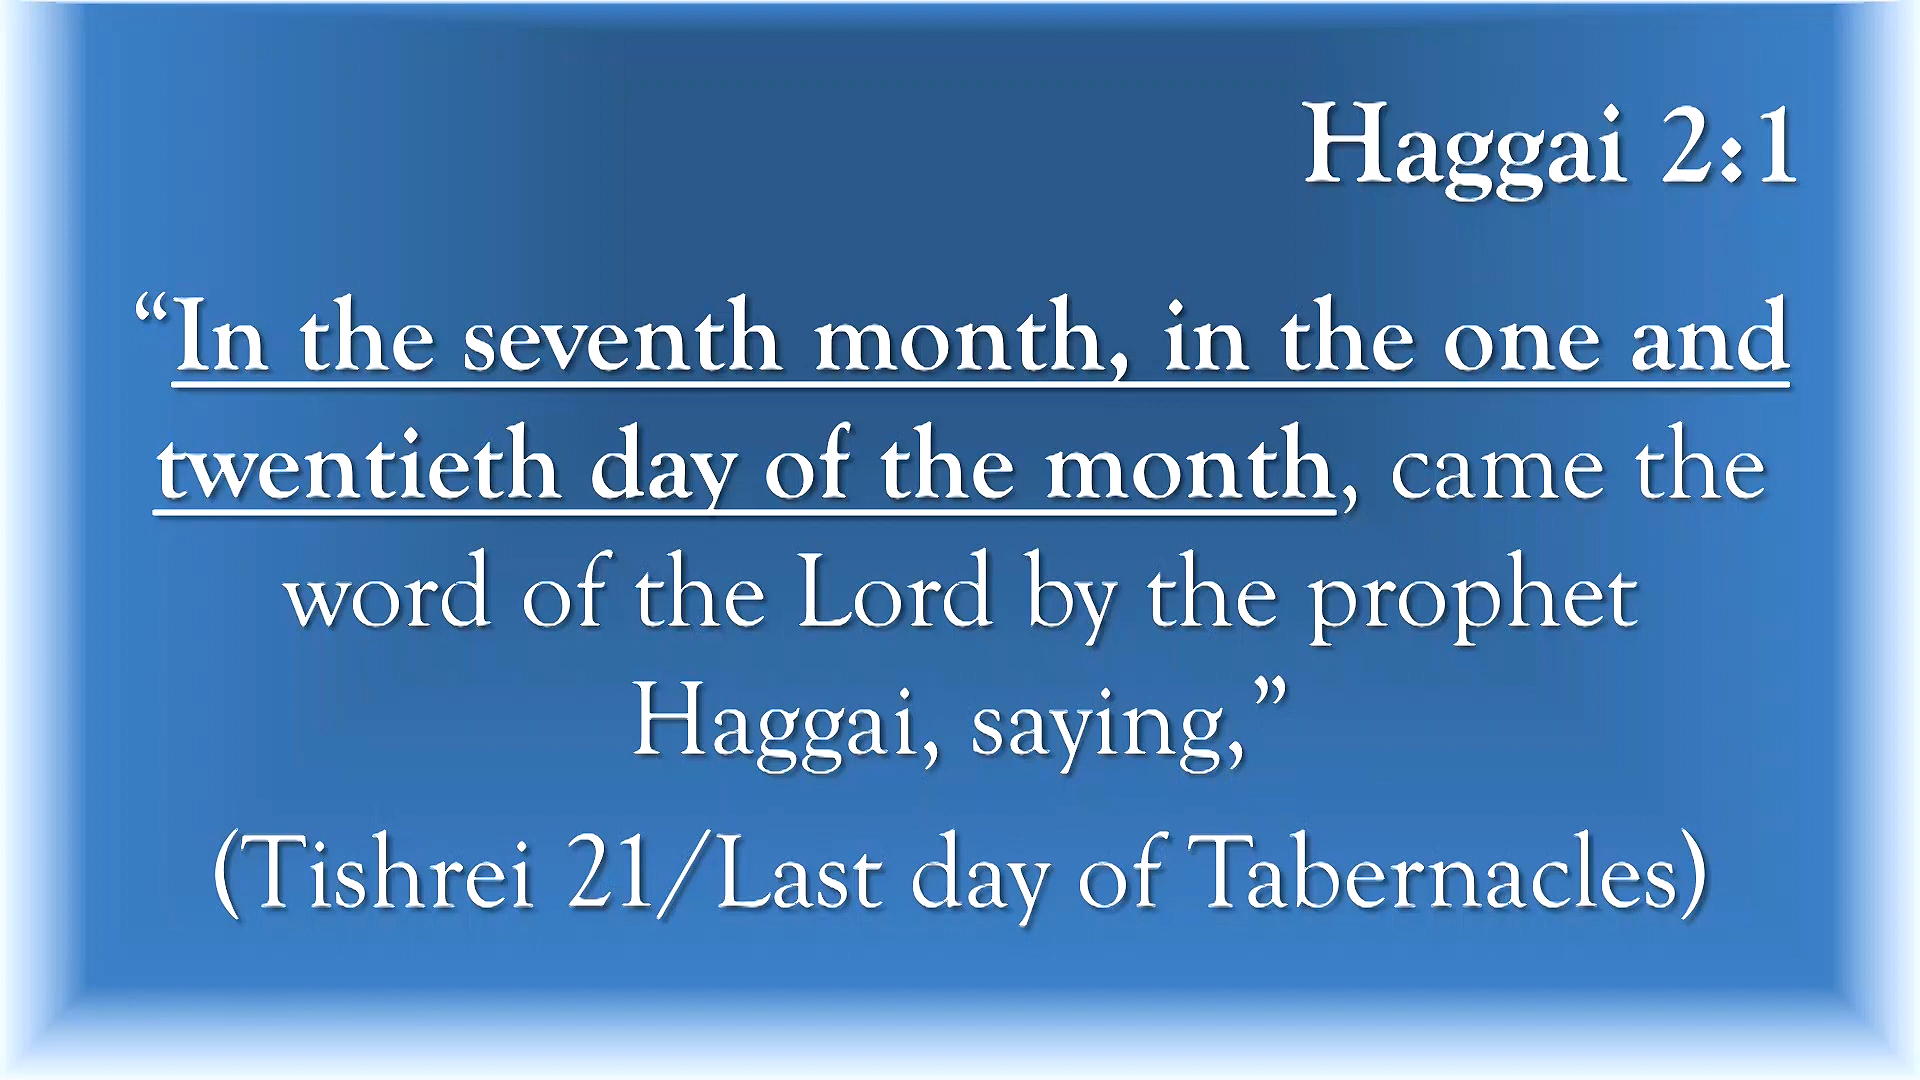 Haggai 2:1
“In the seventh month, in the one and
twentieth day of the month, came the
word of the Lord by the prophet
Haggai, saying,”
(Tishrei 21/Last day of Tabernacles)